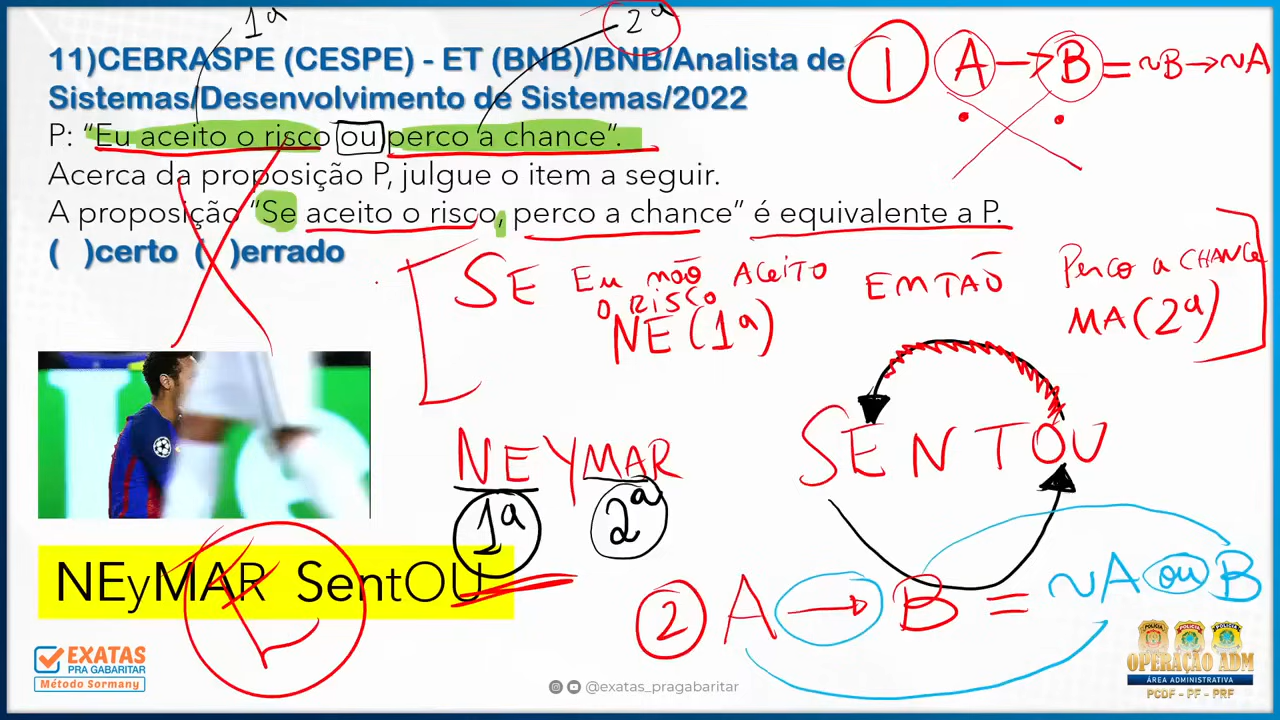 1ª
2ª
11)CEBRASPE (CESPE) - ET (BNB)/BNB/Analista de
Sistemas/Desenvolvimento de Sistemas/2022
P: “Eu aceito o risco ou perco a chance”.
Acerca da proposição P, julgue o item a seguir.
A proposição “Se aceito o risco, perco a chance” é equivalente a P.
( )certo ( )errado
1 A → B = ~B → ~A
SE Eu não ACEITO O RISCO ENTÃO Perco a CHANCE
NE (1ª) MA (2ª)
NEYMAR
1ª 2ª
SENTOU
NEyMAR SentOU
E
2 A → B = ~A ou B
EXATAS
PRA GABARITAR
Método Sormany
@exatas_pragabaritar
POLÍCIA POLÍCIA POLÍCIA
OPERAÇÃO ADM
ÁREA ADMINISTRATIVA
PCDF - PF - PRF